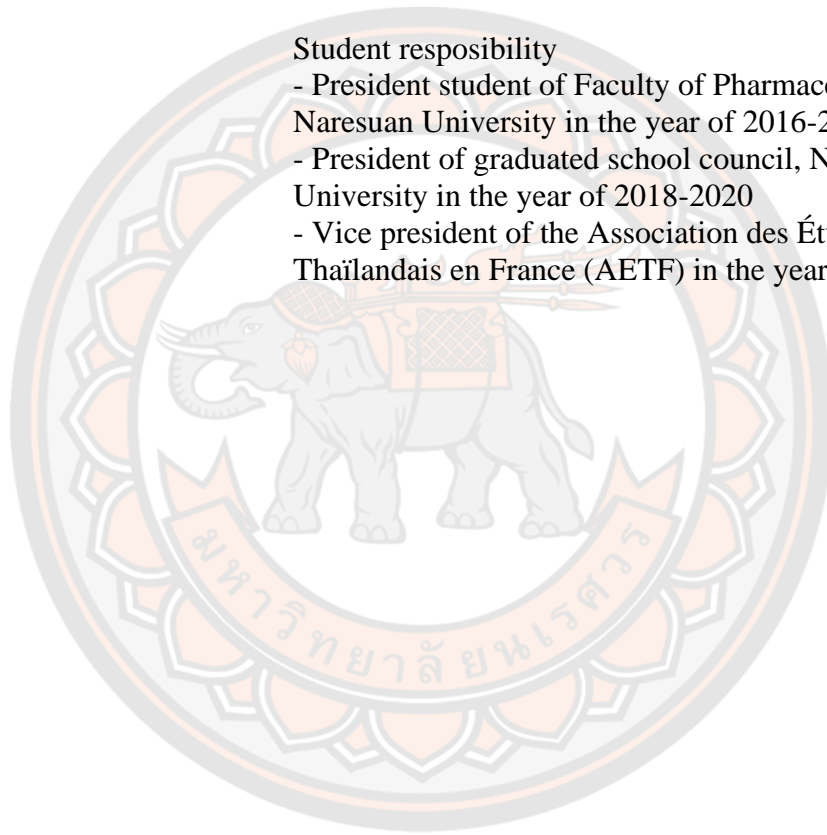 Student resposibility
- President student of Faculty of Pharmac
Naresuan University in the year of 2016-2
- President of graduated school council, N
University in the year of 2018-2020
- Vice president of the Association des Ét
Thaïlandais en France (AETF) in the year
มหาวิทยาลัยนเรศวร